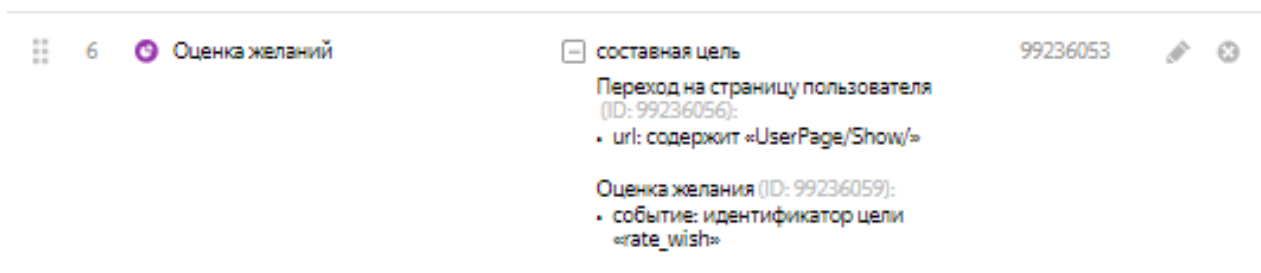 6 Оценка желаний составная цель 99236053
Переход на страницу пользователя
(ID: 99236056):
• url: содержит «UserPage/Show/»
Оценка желания (ID: 99236059):
• событие: идентификатор цели
«rate_wish»